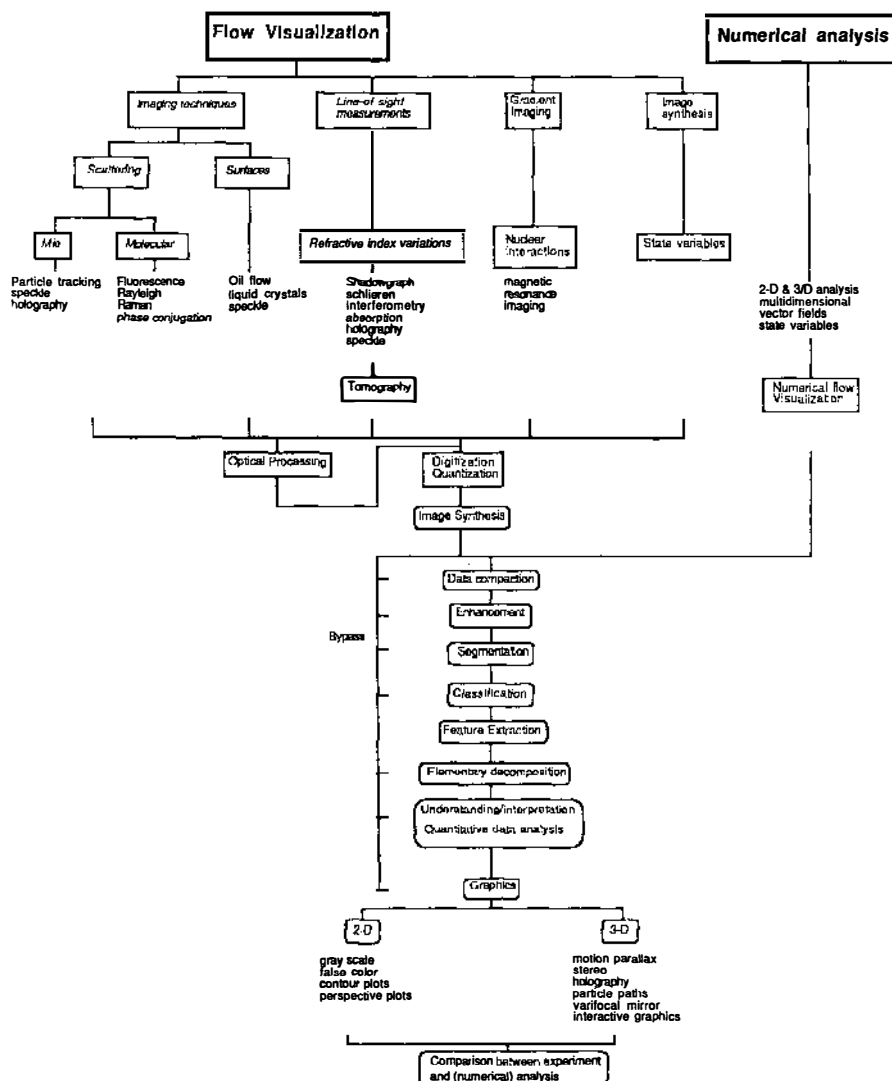 Flow Visualization
Numerical analysis
Imaging techniques
Line-of sight
measurements
Gradient
Imaging
Image
synthesis
Scattering
Surfaces
Mie
Molecular
Refractive index variations
Nuclear
interactions
State variables
Particle tracking
speckle
holography
Fluorescence
Rayleigh
Raman
phase conjugation
Oil flow
liquid crystals
speckle
Shadowgraph
schlieren
interferometry
absorption
holography
speckle
magnetic
resonance
imaging
2-D & 3/D analysis
multidimensional
vector fields
state variables
Tomography
Numerical flow
Visualization
Optical Processing
Digitization
Quantization
Image Synthesis
Data compaction
Enhancement
Bypass
Segmentation
Classification
Feature Extraction
Elementary decomposition
Understanding/interpretation
Quantitative data analysis
Graphics
2-D
3-D
gray scale
false color
contour plots
perspective plots
motion parallax
stereo
holography
particle paths
varifocal mirror
interactive graphics
Comparison between experiment
and (numerical) analysis